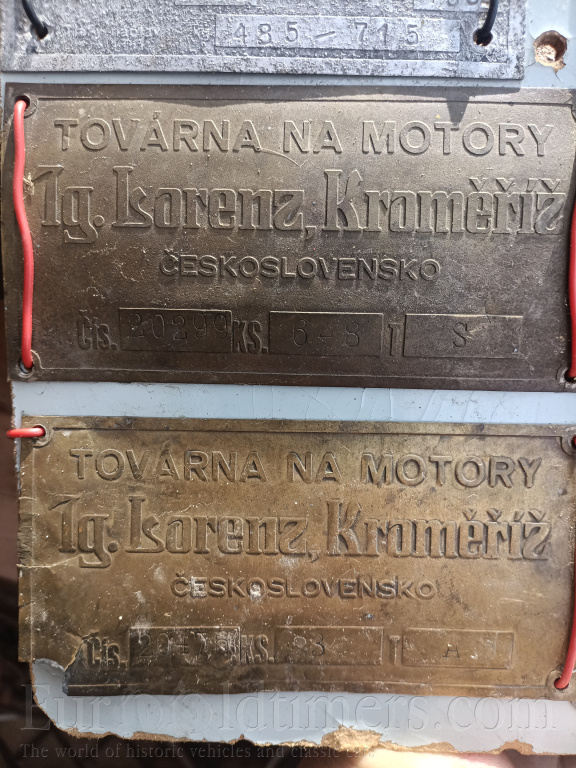 485-715
TOVÁRNA NA MOTORY
Ig. Lorenz, Kroměříž
ČESKOSLOVENSKO
Čís. 20299 KS. 6-8 T S
TOVÁRNA NA MOTORY
Ig. Lorenz, Kroměříž
ČESKOSLOVENSKO
Čís. KS. T A
EuroOldtimers.com
The world of historic vehicles and classic cars